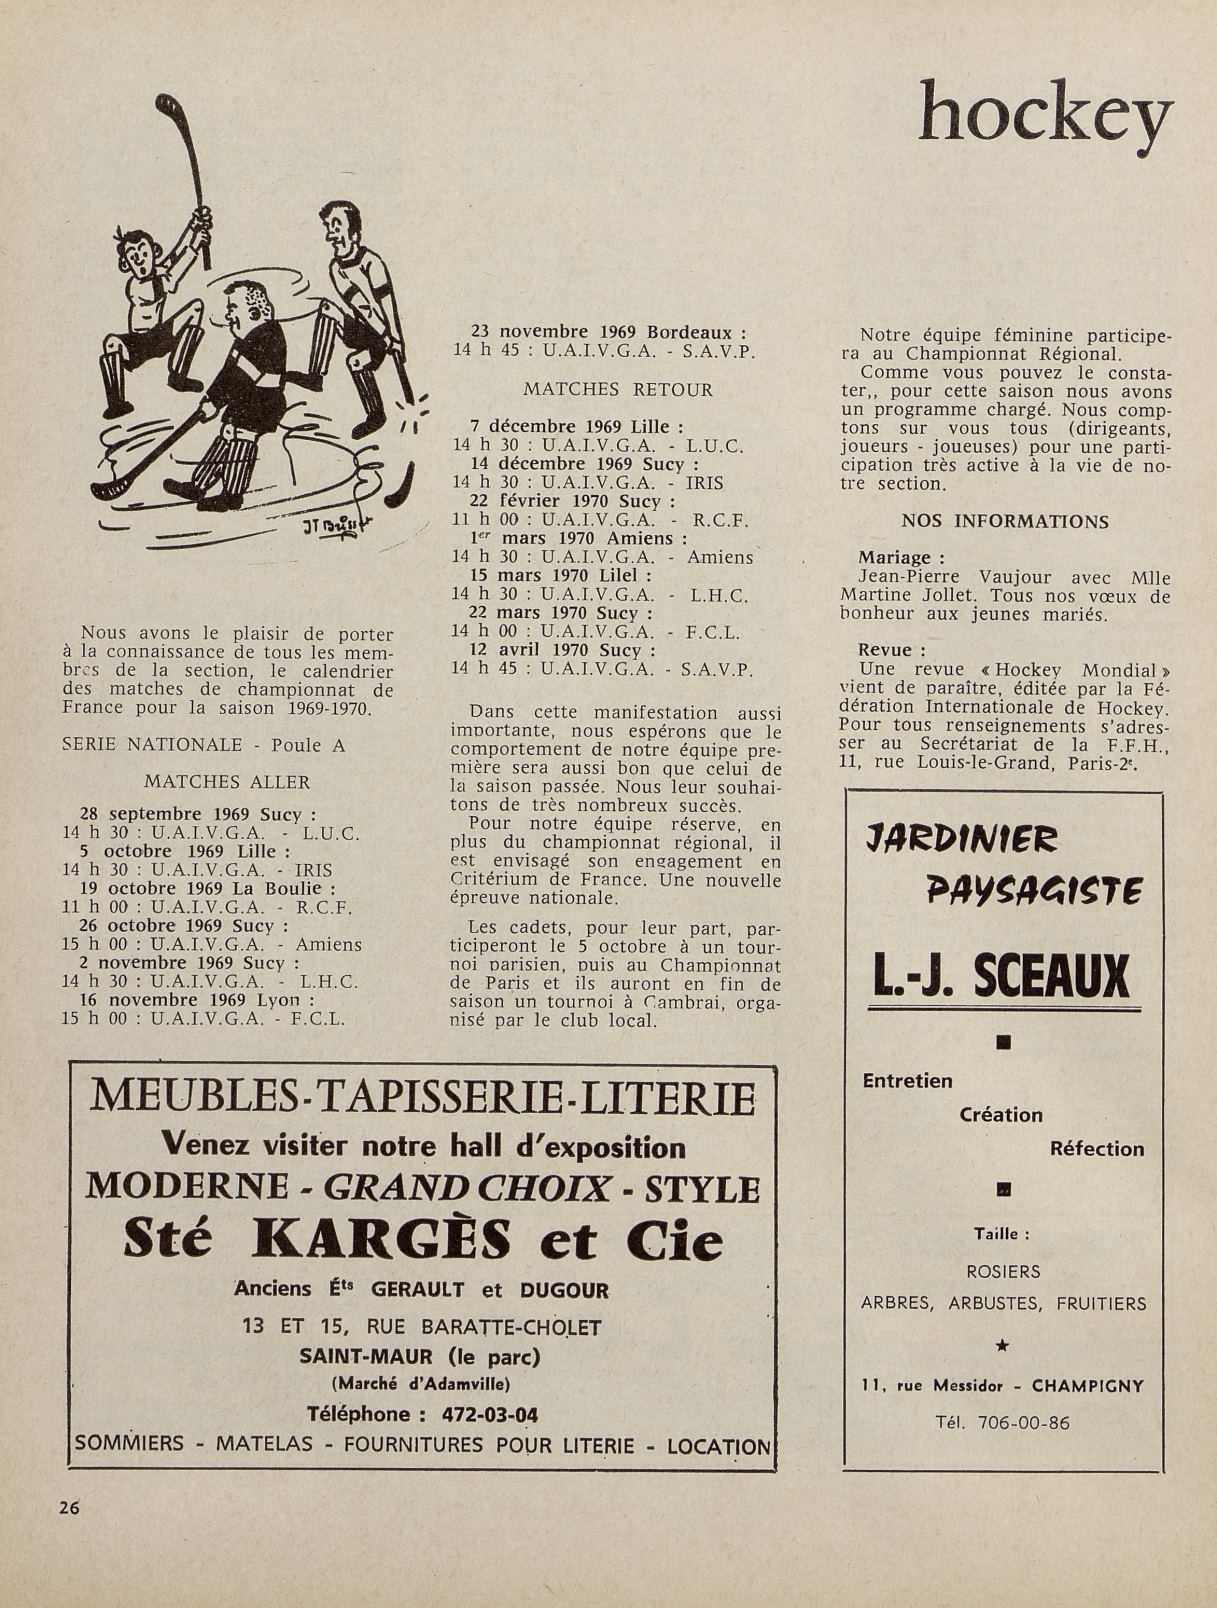 hockey
Nous avons le plaisir de porter
à la connaissance de tous les mem-
bres de la section, le calendrier
des matches de championnat de
France pour la saison 1969-1970.
SERIE NATIONALE - Poule A
MATCHES ALLER
28 septembre 1969 Sucy :
14 h 30 : U.A.I.V.G.A. - L.U.C.
5 octobre 1969 Lille :
14 h 30 : U.A.I.V.G.A. - IRIS
19 octobre 1969 La Boulie :
11 h 00 : U.A.I.V.G.A. - R.C.F.
26 octobre 1969 Sucy :
15 h 00 : U.A.I.V.G.A. - Amiens
2 novembre 1969 Sucy :
14 h 30 : U.A.I.V.G.A. - L.H.C.
16 novembre 1969 Lyon :
15 h 00 : U.A.I.V.G.A. - F.C.L.
23 novembre 1969 Bordeaux :
14 h 45 : U.A.I.V.G.A. - S.A.V.P.
MATCHES RETOUR
7 décembre 1969 Lille :
14 h 30 : U.A.I.V.G.A. - L.U.C.
14 décembre 1969 Sucy :
14 h 30 : U.A.I.V.G.A. - IRIS
22 février 1970 Sucy :
11 h 00 : U.A.I.V.G.A. - R.C.F.
1er mars 1970 Amiens :
14 h 30 : U.A.I.V.G.A. - Amiens
15 mars 1970 Lilel :
14 h 30 : U.A.I.V.G.A. - L.H.C.
22 mars 1970 Sucy :
14 h 00 : U.A.I.V.G.A. - F.C.L.
12 avril 1970 Sucy :
14 h 45 : U.A.I.V.G.A. - S.A.V.P.
Dans cette manifestation aussi
importante, nous espérons que le
comportement de notre équipe pre-
mière sera aussi bon que celui de
la saison passée. Nous leur souhai-
tons de très nombreux succès.
Pour notre équipe réserve, en
plus du championnat régional, il
est envisagé son engagement en
Critérium de France. Une nouvelle
épreuve nationale.
Les cadets, pour leur part, par-
ticiperont le 5 octobre à un tour-
noi parisien, puis au Championnat
de Paris et ils auront en fin de
saison un tournoi à Cambrai, orga-
nisé par le club local.
Notre équipe féminine participe-
ra au Championnat Régional.
Comme vous pouvez le consta-
ter,, pour cette saison nous avons
un programme chargé. Nous comp-
tons sur vous tous (dirigeants,
joueurs - joueuses) pour une parti-
cipation très active à la vie de no-
tre section.
NOS INFORMATIONS
Mariage :
Jean-Pierre Vaujour avec Mlle
Martine Jollet. Tous nos vœux de
bonheur aux jeunes mariés.
Revue :
Une revue « Hockey Mondial »
vient de paraître, éditée par la Fé-
dération Internationale de Hockey.
Pour tous renseignements s'adres-
ser au Secrétariat de la F.F.H.,
11, rue Louis-le-Grand, Paris-2e.
JARDINIER
PAYSAGISTE
L.-J. SCEAUX
Entretien
Création
Réfection
Taille :
ROSIERS
ARBRES, ARBUSTES, FRUITIERS
11, rue Messidor - CHAMPIGNY
Tél. 706-00-86
MEUBLES-TAPISSERIE-LITERIE
Venez visiter notre hall d'exposition
MODERNE - GRAND CHOIX - STYLE
Sté KARGÈS et Cie
Anciens Éts GERAULT et DUGOUR
13 ET 15, RUE BARATTE-CHOLET
SAINT-MAUR (le parc)
(Marché d'Adamville)
Téléphone : 472-03-04
SOMMIERS - MATELAS - FOURNITURES POUR LITERIE - LOCATION
26